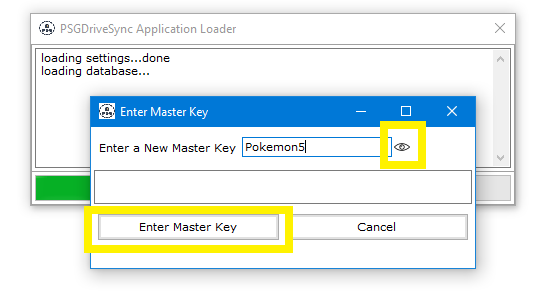 PSGDriveSync Application Loader
loading settings...done
loading database...
Enter Master Key
Enter a New Master Key Pokemon5
Enter Master Key Cancel